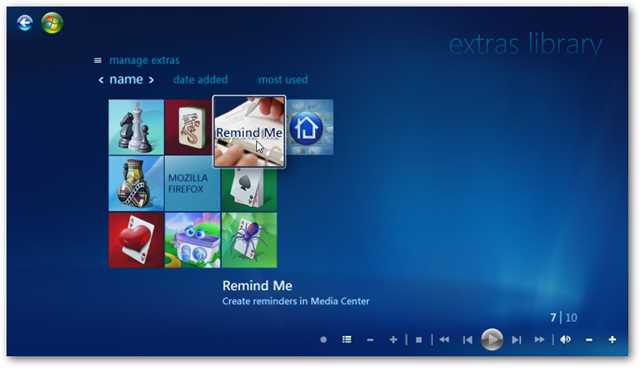 extras library
manage extras
name
date added
most used
Remind Me
MOZILLA
FIREFOX
Remind Me
Create reminders in Media Center
7 | 10